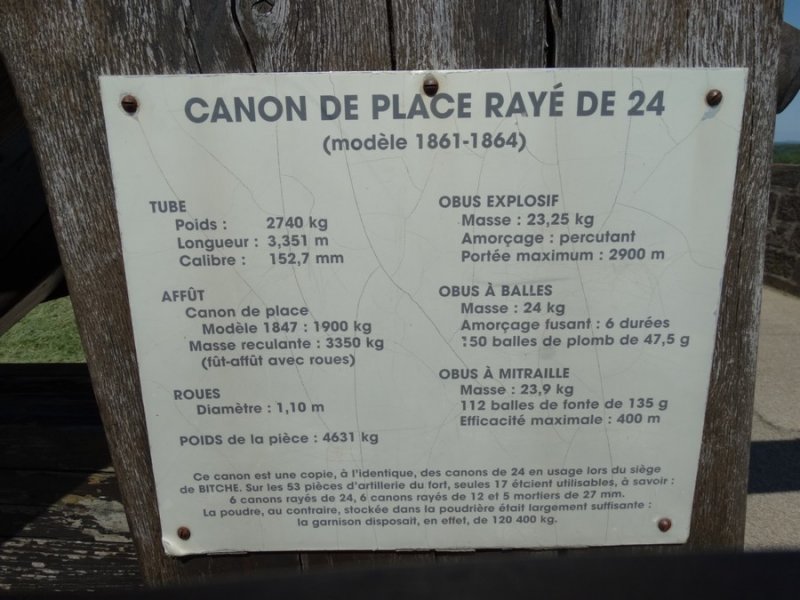 CANON DE PLACE RAYÉ DE 24
(modèle 1861-1864)
TUBE
Poids : 2740 kg
Longueur : 3,351 m
Calibre : 152,7 mm
AFFÛT
Canon de place
Modèle 1847 : 1900 kg
Masse reculante : 3350 kg
(fût-affût avec roues)
ROUES
Diamètre : 1,10 m
POIDS de la pièce : 4631 kg
OBUS EXPLOSIF
Masse : 23,25 kg
Amorçage : percutant
Portée maximum : 2900 m
OBUS À BALLES
Masse : 24 kg
Amorçage fusant : 6 durées
150 balles de plomb de 47,5 g
OBUS À MITRAILLE
Masse : 23,9 kg
112 balles de fonte de 135 g
Efficacité maximale : 400 m
Ce canon est une copie, à l'identique, des canons de 24 en usage lors du siège
de BITCHE. Sur les 53 pièces d'artillerie du fort, seules 17 étcient utilisables, à savoir :
6 canons rayés de 24, 6 canons rayés de 12 et 5 mortiers de 27 mm.
La poudre, au contraire, stockée dans la poudrière était largement suffisante :
la garnison disposait, en effet, de 120 400 kg.